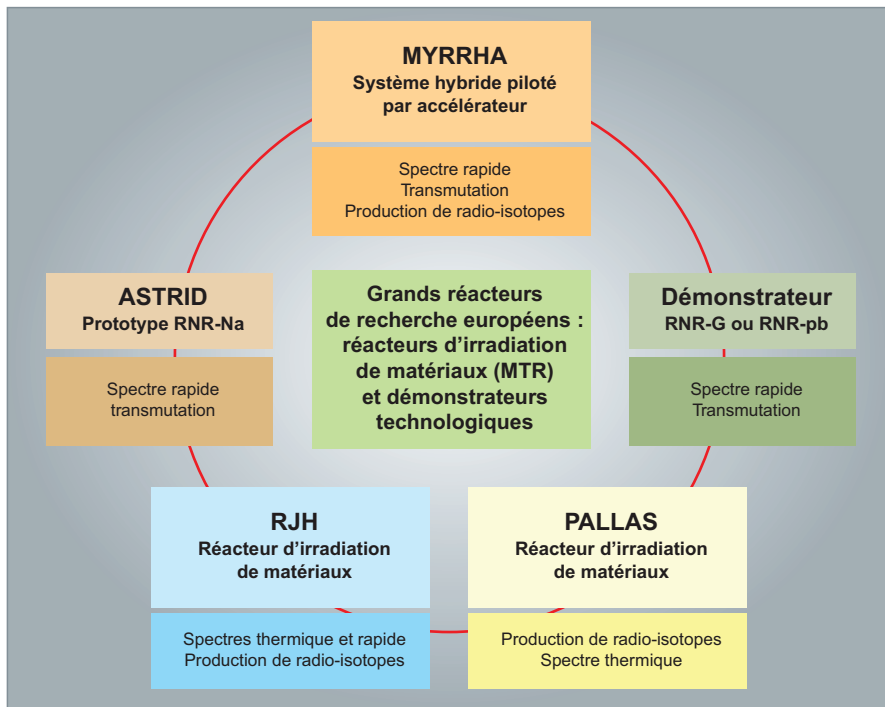 MYRRHA
Système hybride piloté
par accélérateur
Spectre rapide
Transmutation
Production de radio-isotopes
ASTRID
Prototype RNR-Na
Spectre rapide
transmutation
Grands réacteurs
de recherche européens :
réacteurs d’irradiation
de matériaux (MTR)
et démonstrateurs
technologiques
Démonstrateur
RNR-G ou RNR-pb
Spectre rapide
Transmutation
RJH
Réacteur d’irradiation
de matériaux
Spectres thermique et rapide
Production de radio-isotopes
PALLAS
Réacteur d’irradiation
de matériaux
Production de radio-isotopes
Spectre thermique